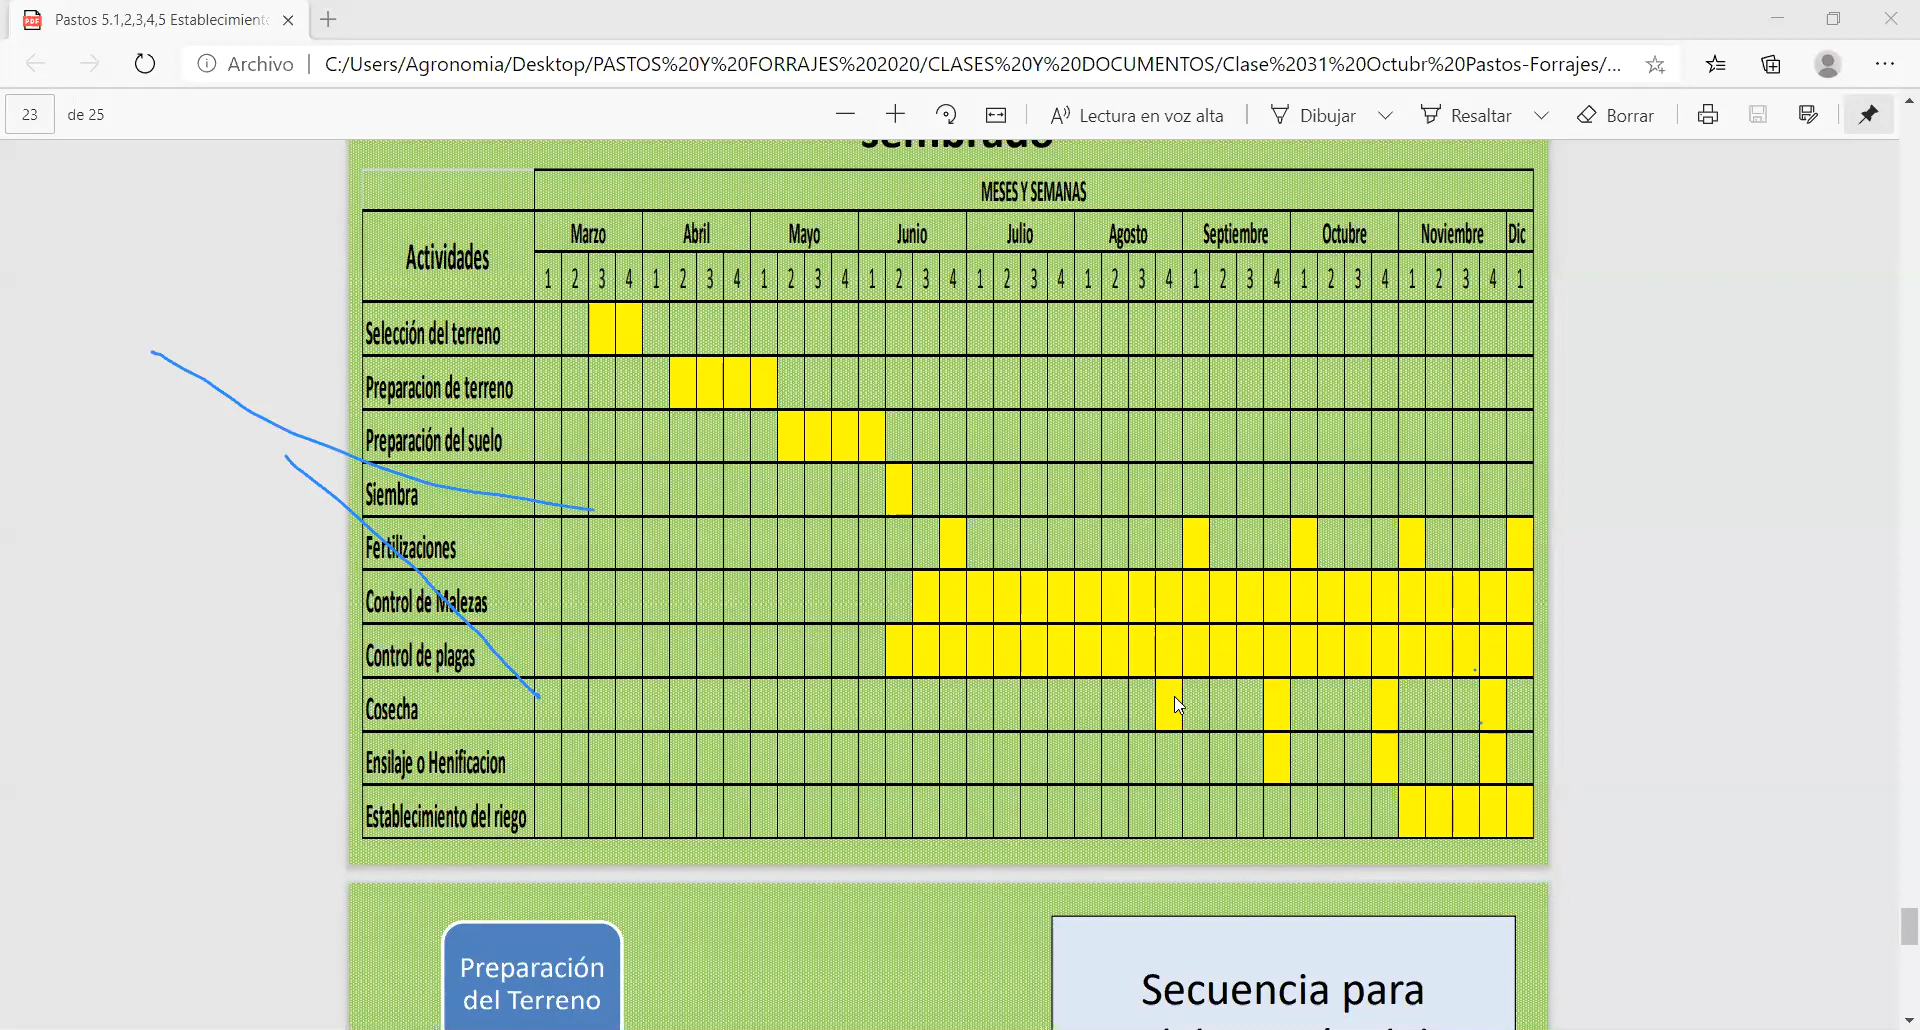 Pastos 5.1,2,3,4,5 Establecimient
Archivo | C:/Users/Agronomia/Desktop/PASTOS%20Y%20FORRAJES%202020/CLASES%20Y%20DOCUMENTOS/Clase%2031%20Octubr%20Pastos-Forrajes/...
23 de 25 Lectura en voz alta Dibujar Resaltar Borrar
sembrado
MESES Y SEMANAS
Actividades Marzo Abril Mayo Junio Julio Agosto Septiembre Octubre Noviembre Dic
1 2 3 4 1 2 3 4 1 2 3 4 1 2 3 4 1 2 3 4 1 2 3 4 1 2 3 4 1 2 3 4 1 2 3 4 1
Selección del terreno
Preparacion de terreno
Preparación del suelo
Siembra
Fertilizaciones
Control de Malezas
Control de plagas
Cosecha
Ensilaje o Henificacion
Establecimiento del riego
Preparación
del Terreno
Secuencia para